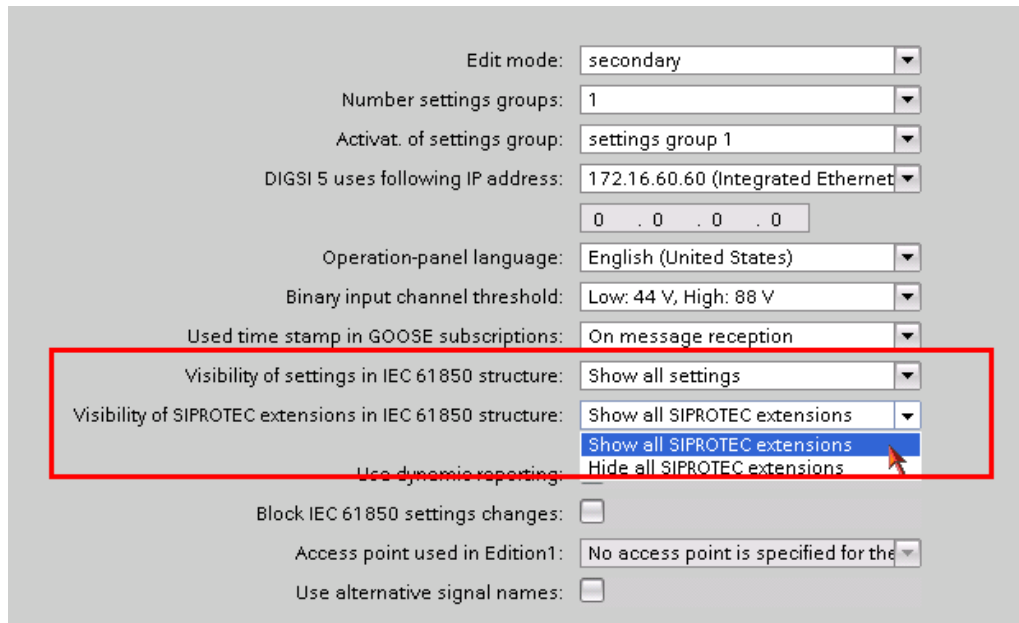 Edit mode: secondary
Number settings groups: 1
Activat. of settings group: settings group 1
DIGSI 5 uses following IP address: 172.16.60.60 (Integrated Ethernet
0 . 0 . 0 . 0
Operation-panel language: English (United States)
Binary input channel threshold: Low: 44 V, High: 88 V
Used time stamp in GOOSE subscriptions: On message reception
Visibility of settings in IEC 61850 structure: Show all settings
Visibility of SIPROTEC extensions in IEC 61850 structure: Show all SIPROTEC extensions
Show all SIPROTEC extensions
Hide all SIPROTEC extensions
Use dynamic reporting:
Block IEC 61850 settings changes:
Access point used in Edition1: No access point is specified for the
Use alternative signal names: